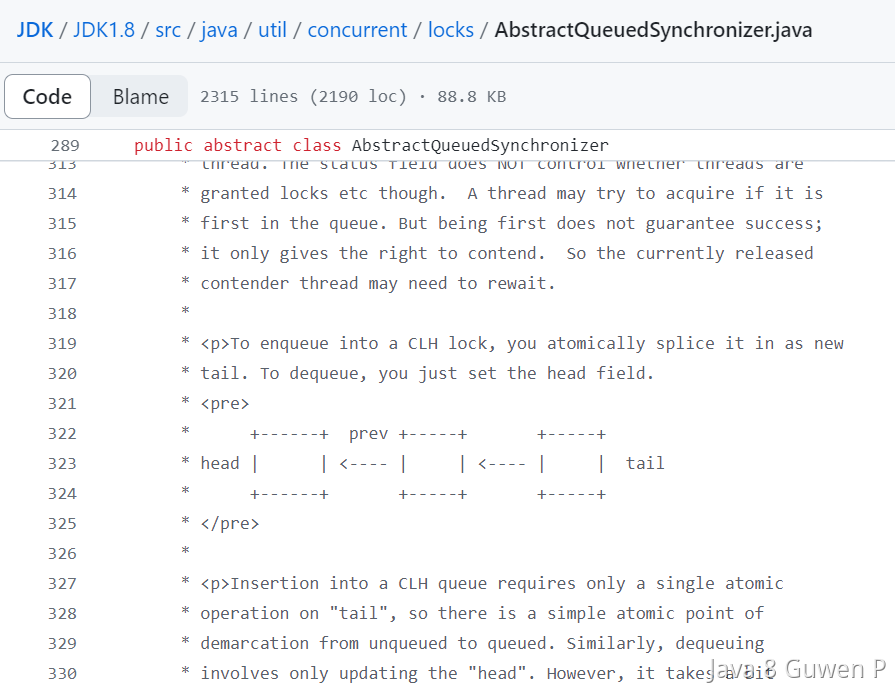 JDK / JDK1.8 / src / java / util / concurrent / locks / AbstractQueuedSynchronizer.java
Code Blame 2315 lines (2190 loc) · 88.8 KB
289 public abstract class AbstractQueuedSynchronizer
313 * thread. The status field does NOT control whether threads are
314 * granted locks etc though.  A thread may try to acquire if it is
315 * first in the queue. But being first does not guarantee success;
316 * it only gives the right to contend.  So the currently released
317 * contender thread may need to rewait.
318 *
319 * <p>To enqueue into a CLH lock, you atomically splice it in as new
320 * tail. To dequeue, you just set the head field.
321 * <pre>
322 *      +------+  prev +-----+       +-----+
323 * head |      | <---- |     | <---- |     |  tail
324 *      +------+       +-----+       +-----+
325 * </pre>
326 *
327 * <p>Insertion into a CLH queue requires only a single atomic
328 * operation on "tail", so there is a simple atomic point of
329 * demarcation from unqueued to queued. Similarly, dequeuing
330 * involves only updating the "head". However, it takes a bit
Java 8 Guwen P